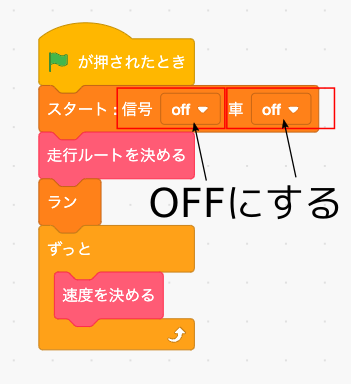 が押されたとき
スタート：信号 off 車 off
走行ルートを決める
ラン
OFFにする
ずっと
速度を決める